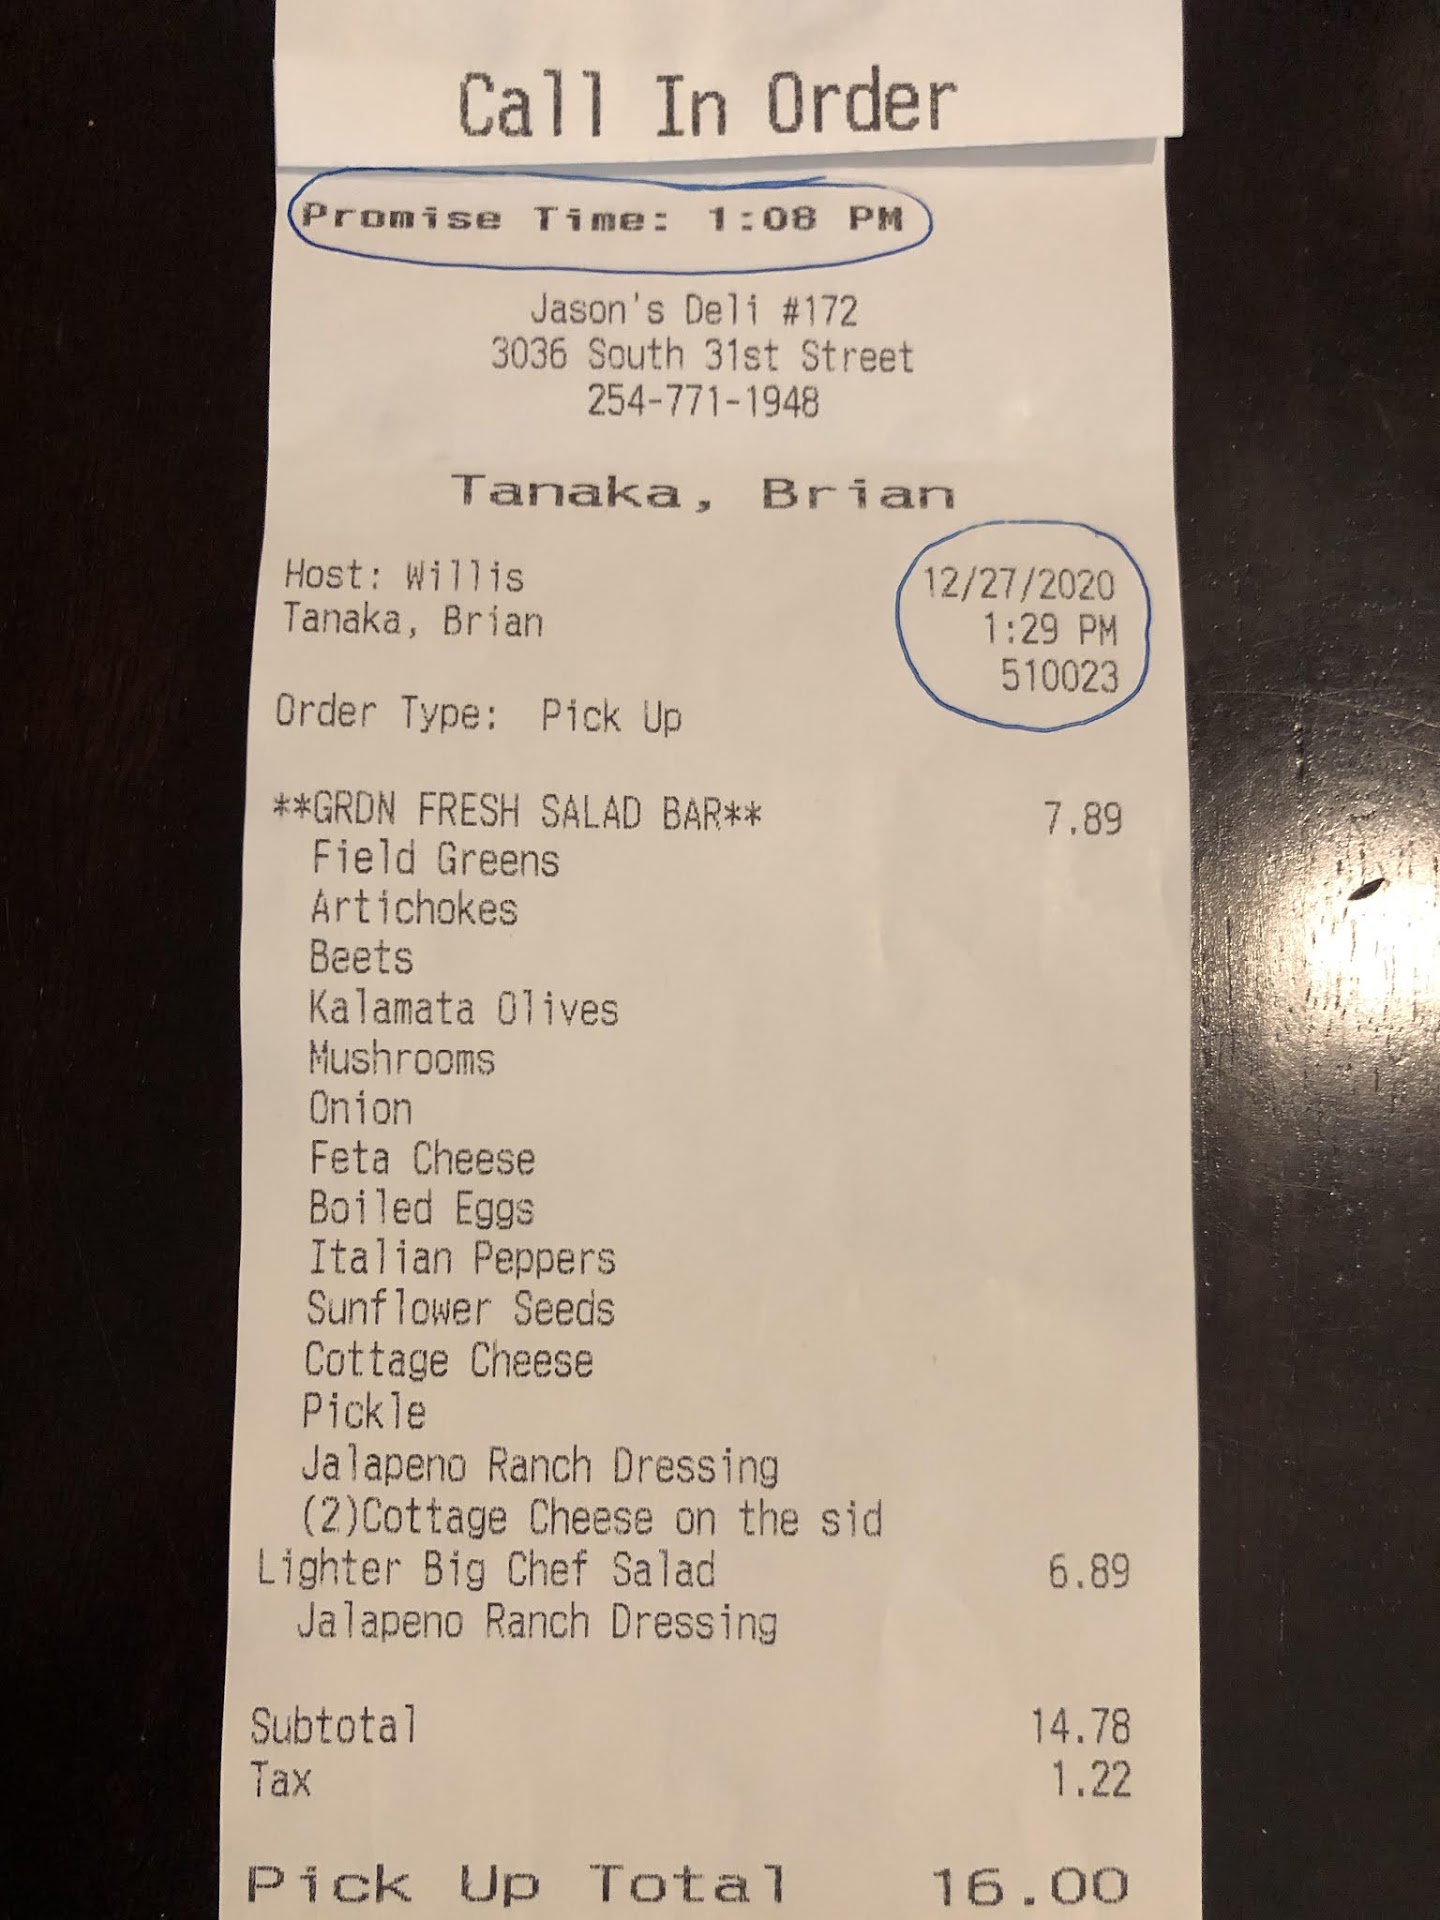 Call In Order
Promise Time: 1:08 PM
Jason's Deli #172
3036 South 31st Street
254-771-1948
Tanaka, Brian
Host: Willis 12/27/2020
Tanaka, Brian 1:29 PM
510023
Order Type: Pick Up
**GRDN FRESH SALAD BAR** 7.89
Field Greens
Artichokes
Beets
Kalamata Olives
Mushrooms
Onion
Feta Cheese
Boiled Eggs
Italian Peppers
Sunflower Seeds
Cottage Cheese
Pickle
Jalapeno Ranch Dressing
(2)Cottage Cheese on the sid
Lighter Big Chef Salad 6.89
Jalapeno Ranch Dressing
Subtotal 14.78
Tax 1.22
Pick Up Total 16.00